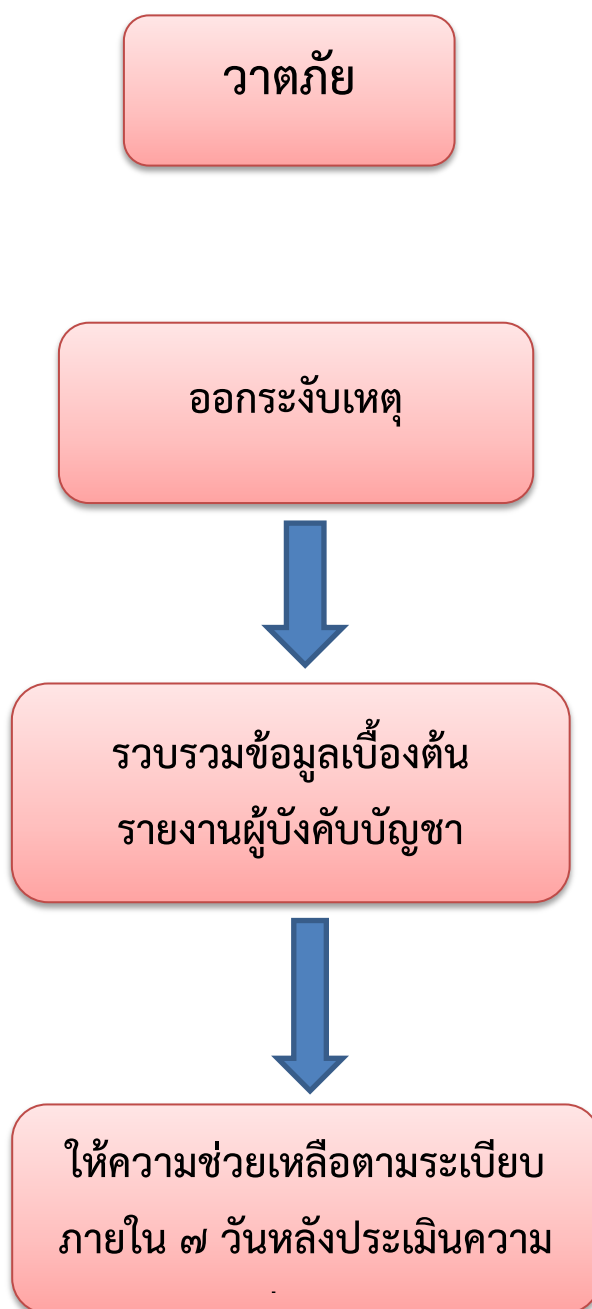 วาตภัย
ออกระงับเหตุ
รวบรวมข้อมูลเบื้องต้น
รายงานผู้บังคับบัญชา
ให้ความช่วยเหลือตามระเบียบ
ภายใน ๗ วันหลังประเมินความ